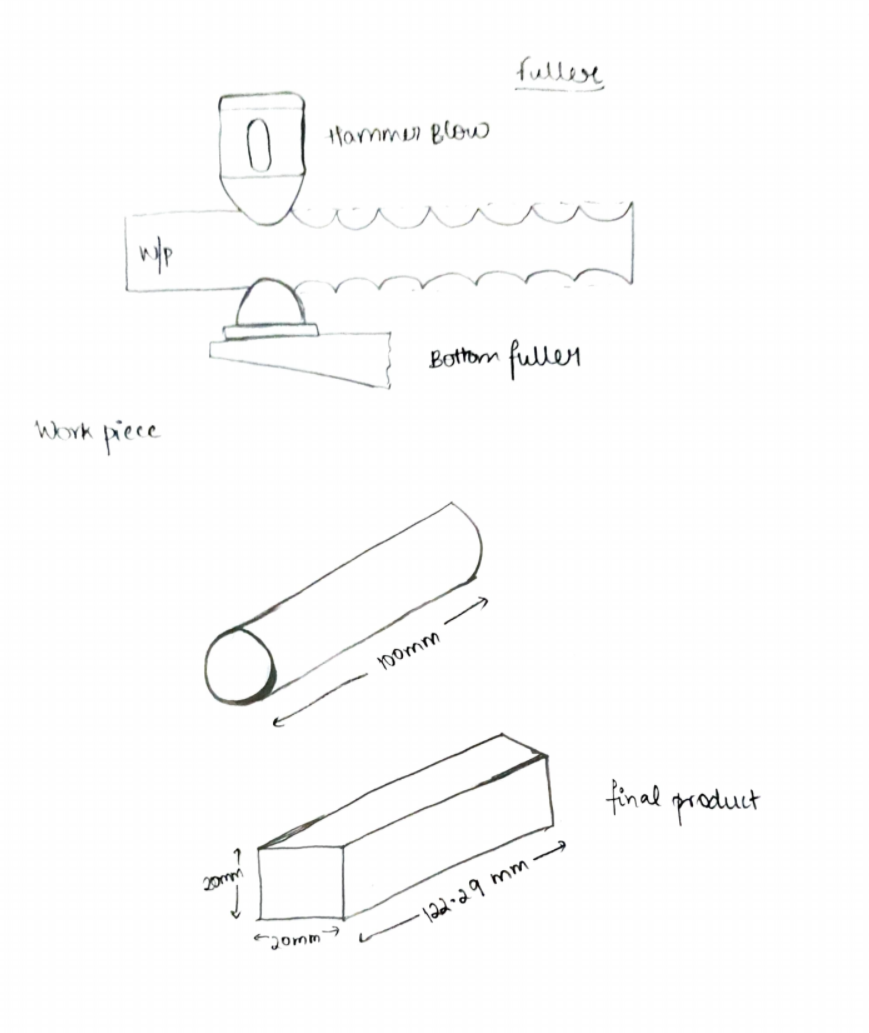 Fuller
Hammer Blow
W/P
Bottom fuller
Work piece
100mm
final product
20mm
20mm
122.29 mm